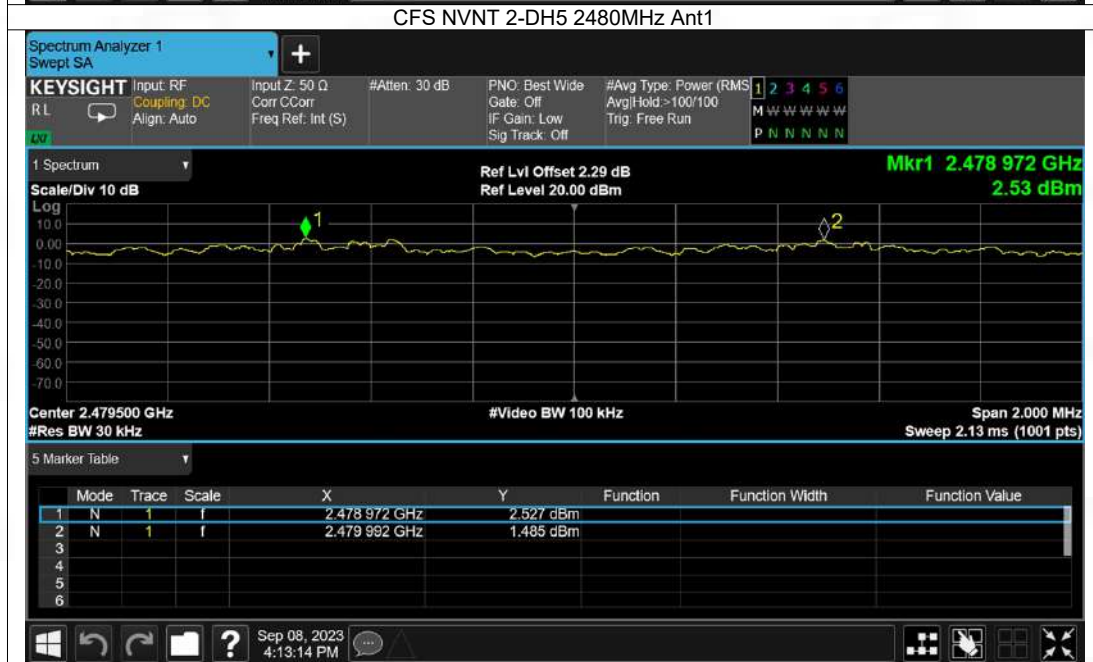 CFS NVNT 2-DH5 2480MHz Ant1
Spectrum Analyzer 1
Swept SA
+
KEYSIGHT Input: RF Input Z: 50 Ω #Atten: 30 dB PNO: Best Wide #Avg Type: Power (RMS 1 2 3 4 5 6
RL Coupling: DC Corr CCorr Gate: Off Avg|Hold:>100/100 M W W W W W
Align: Auto Freq Ref: Int (S) IF Gain: Low Trig: Free Run
LXI Sig Track: Off P N N N N N
1 Spectrum Ref Lvl Offset 2.29 dB Mkr1 2.478 972 GHz
Scale/Div 10 dB Ref Level 20.00 dBm 2.53 dBm
Log
10.0
0.00
-10.0
-20.0
-30.0
-40.0
-50.0
-60.0
-70.0
1
2
Center 2.479500 GHz #Video BW 100 kHz Span 2.000 MHz
#Res BW 30 kHz Sweep 2.13 ms (1001 pts)
5 Marker Table
Mode Trace Scale X Y Function Function Width Function Value
1 N 1 f 2.478 972 GHz 2.527 dBm
2 N 1 f 2.479 992 GHz 1.485 dBm
3
4
5
6
? Sep 08, 2023
4:13:14 PM